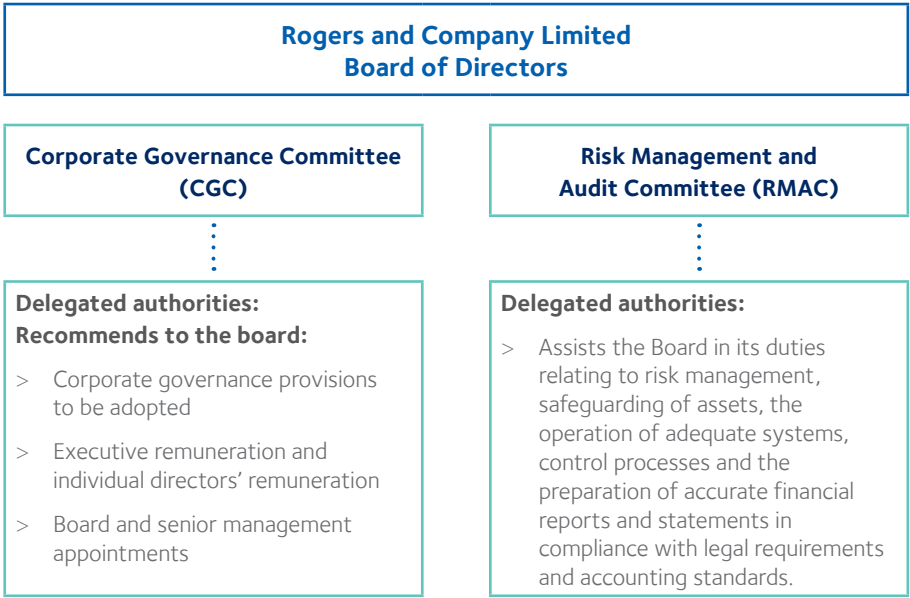 Rogers and Company Limited
Board of Directors
Corporate Governance Committee
(CGC)
Risk Management and
Audit Committee (RMAC)
Delegated authorities:
Recommends to the board:
> Corporate governance provisions
to be adopted
> Executive remuneration and
individual directors’ remuneration
> Board and senior management
appointments
Delegated authorities:
> Assists the Board in its duties
relating to risk management,
safeguarding of assets, the
operation of adequate systems,
control processes and the
preparation of accurate financial
reports and statements in
compliance with legal requirements
and accounting standards.